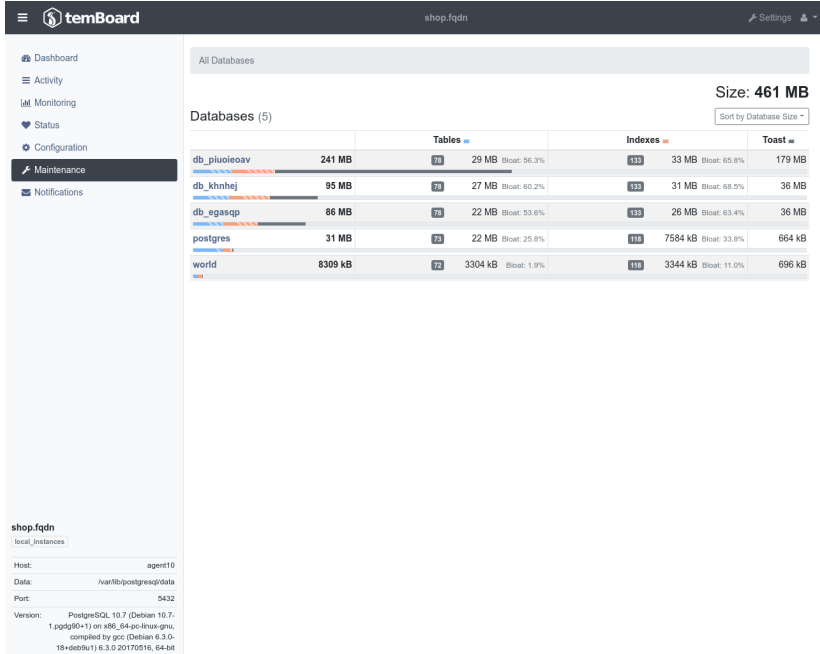 temBoard
shop.fqdn
Settings
Dashboard
Activity
Monitoring
Status
Configuration
Maintenance
Notifications
All Databases
Size: 461 MB
Databases (5)
Sort by Database Size
Tables Indexes Toast
db_piuoieoav 241 MB 78 29 MB Bloat: 56.3% 133 33 MB Bloat: 65.8% 179 MB
db_khnhej 95 MB 78 27 MB Bloat: 60.2% 133 31 MB Bloat: 68.5% 36 MB
db_egasqp 86 MB 78 22 MB Bloat: 53.6% 133 26 MB Bloat: 63.4% 36 MB
postgres 31 MB 73 22 MB Bloat: 25.8% 118 7584 kB Bloat: 33.8% 664 kB
world 8309 kB 72 3304 kB Bloat: 1.9% 118 3344 kB Bloat: 11.0% 696 kB
shop.fqdn
local_instances
Host: agent10
Data: /var/lib/postgresql/data
Port: 5432
Version: PostgreSQL 10.7 (Debian 10.7-
1.pgdg90+1) on x86_64-pc-linux-gnu,
compiled by gcc (Debian 6.3.0-
18+deb9u1) 6.3.0 20170516, 64-bit